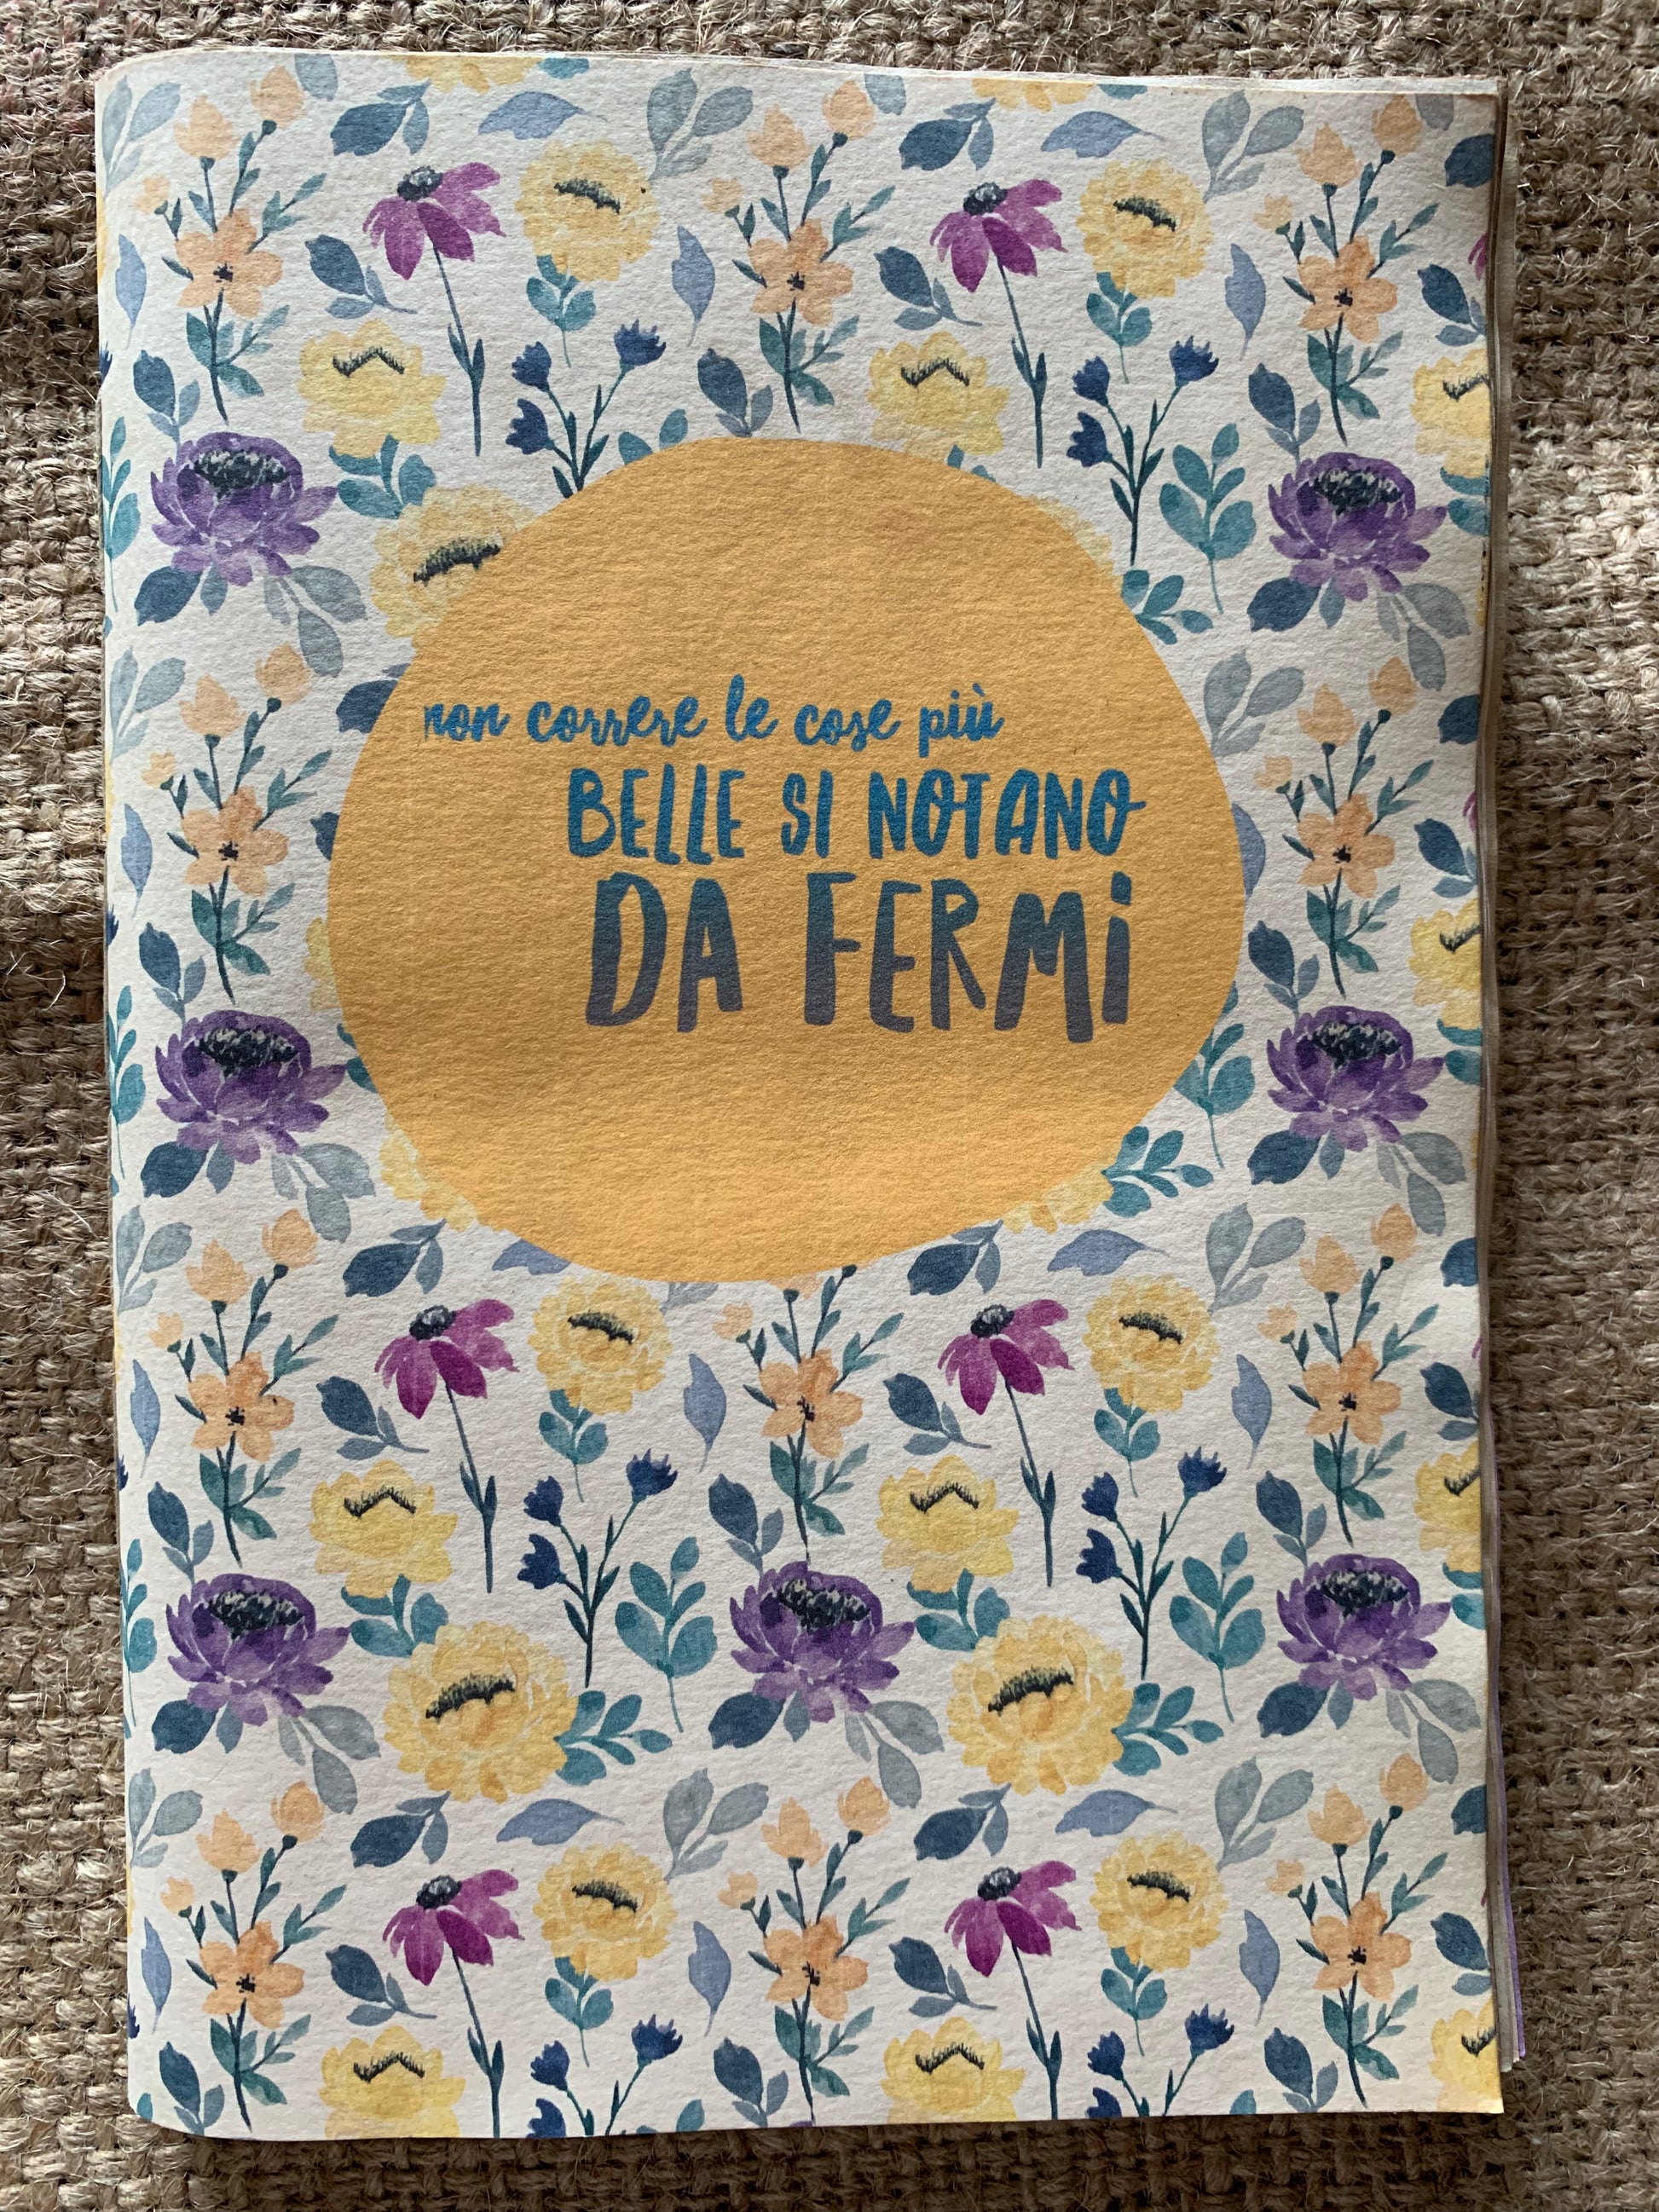 non correre le cose più
BELLE SI NOTANO
DA FERMi